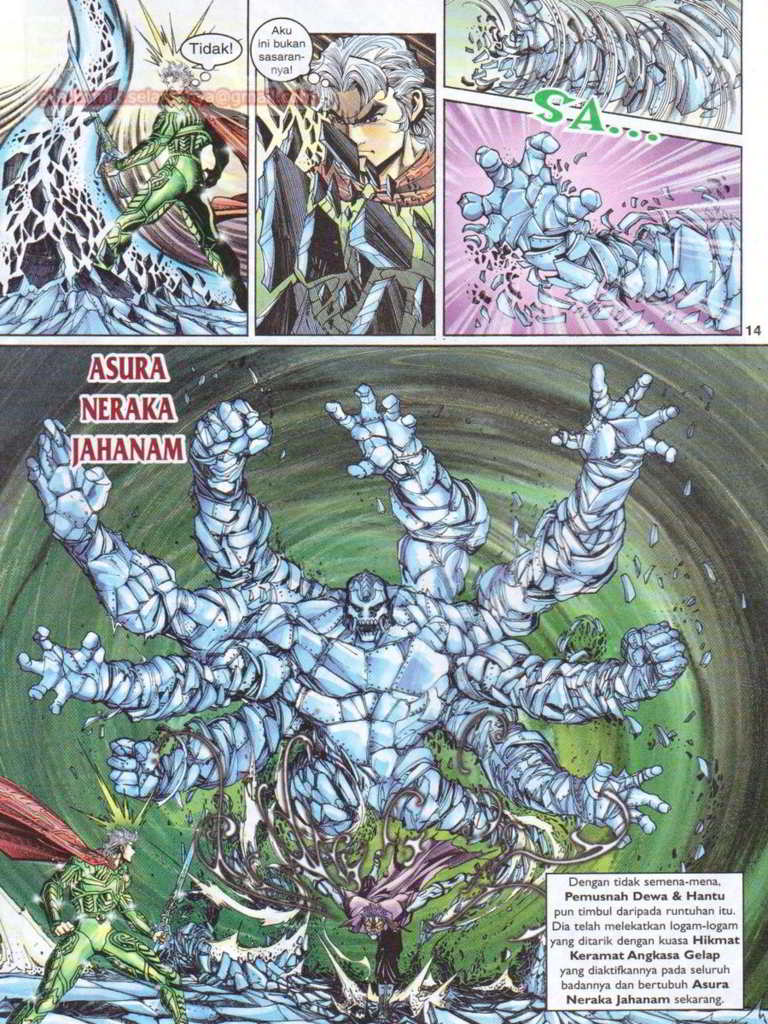 Tidak!
Aku
ini bukan
sasaran-
nya!
SA...
14
ASURA
NERAKA
JAHANAM
Dengan tidak semena-mena,
Pemusnah Dewa & Hantu
pun timbul daripada runtuhan itu.
Dia telah melekatkan logam-logam
yang ditarik dengan kuasa Hikmat
Keramat Angkasa Gelap
yang diaktifkannya pada seluruh
badannya dan bertubuh Asura
Neraka Jahanam sekarang.